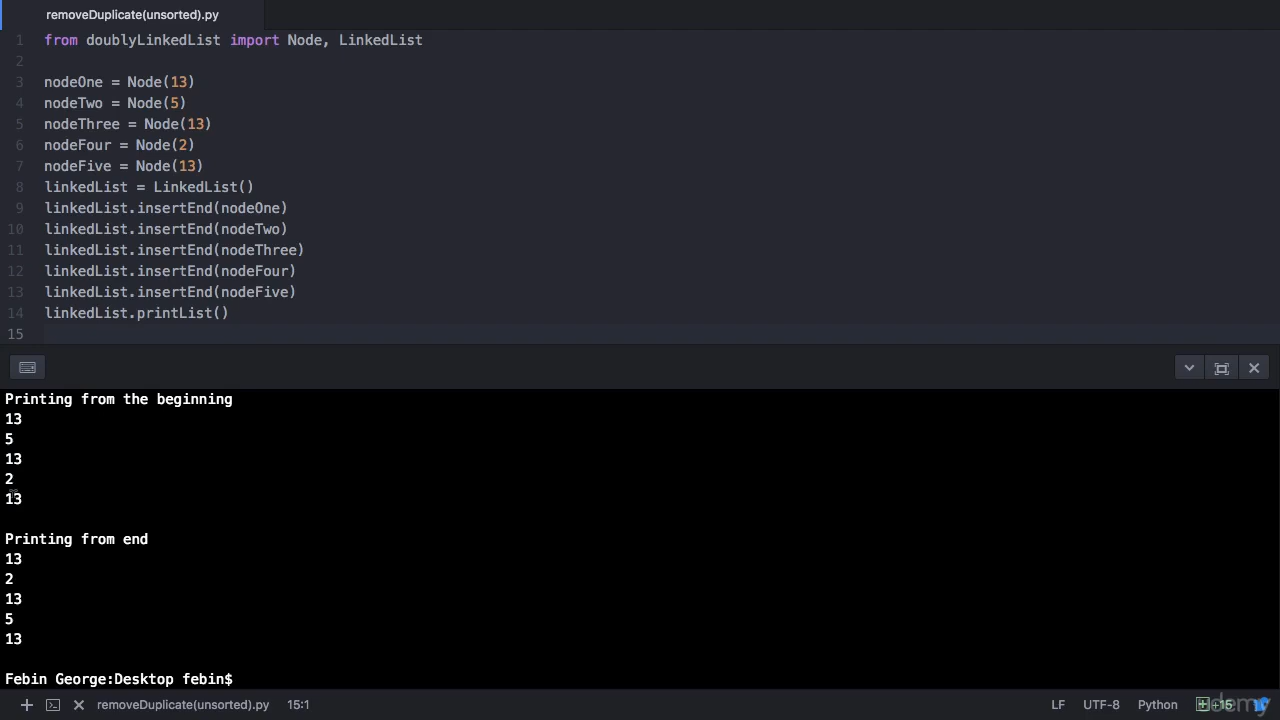 removeDuplicate(unsorted).py
1 from doublyLinkedList import Node, LinkedList
2
3 nodeOne = Node(13)
4 nodeTwo = Node(5)
5 nodeThree = Node(13)
6 nodeFour = Node(2)
7 nodeFive = Node(13)
8 linkedList = LinkedList()
9 linkedList.insertEnd(nodeOne)
10 linkedList.insertEnd(nodeTwo)
11 linkedList.insertEnd(nodeThree)
12 linkedList.insertEnd(nodeFour)
13 linkedList.insertEnd(nodeFive)
14 linkedList.printList()
15
Printing from the beginning
13
5
13
2
13
Printing from end
13
2
13
5
13
Febin George:Desktop febin$
removeDuplicate(unsorted).py 15:1 LF UTF-8 Python +15
udemy